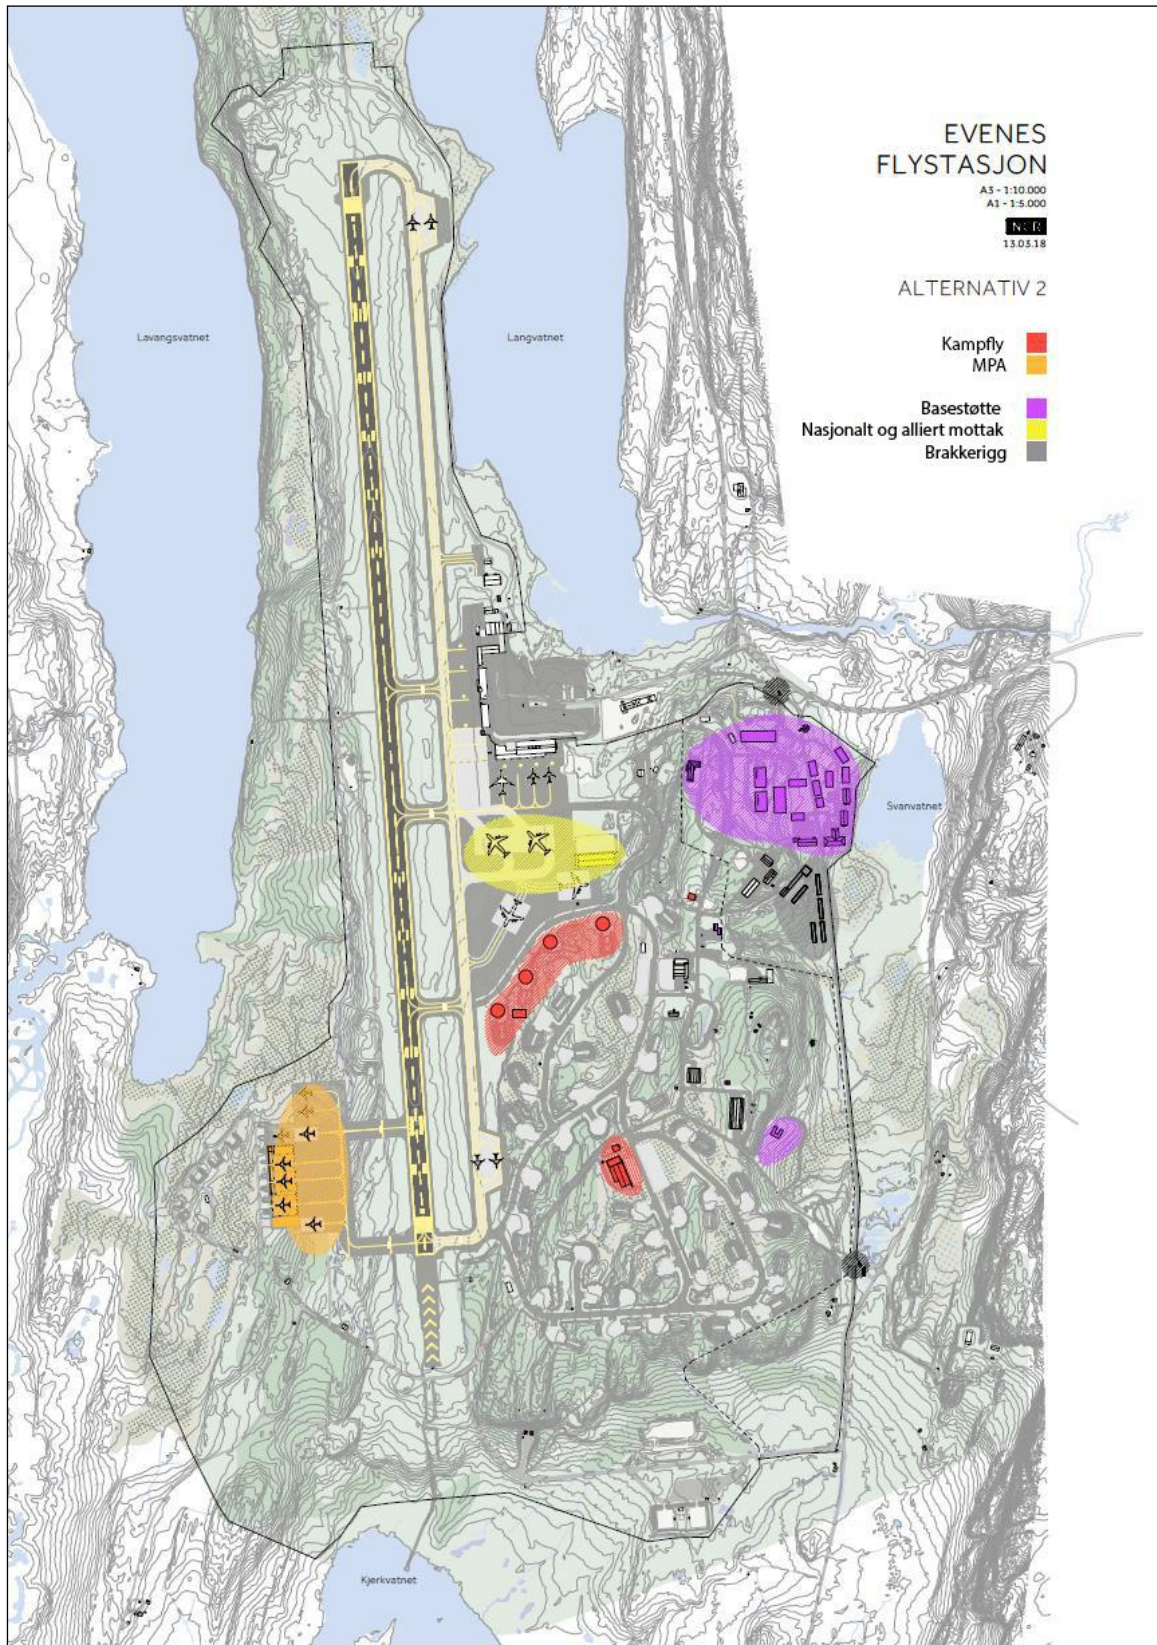 EVENES
FLYSTASJON
A3 - 1:10.000
A1 - 1:5.000
13.03.18
ALTERNATIV 2
Kampfly
MPA
Basestøtte
Nasjonalt og alliert mottak
Brakkerigg
Lavangsvatnet
Langvatnet
Svanvatnet
Kjerkvatnet